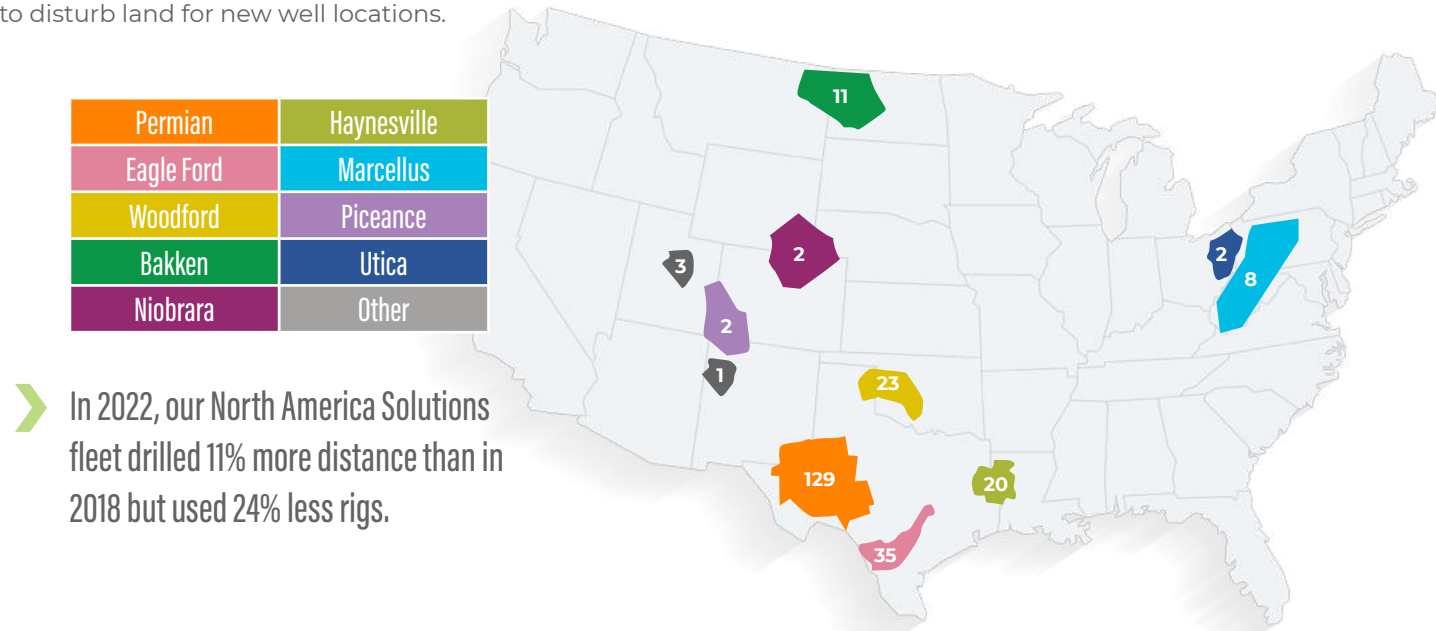 to disturb land for new well locations.
Permian Haynesville
Eagle Ford Marcellus
Woodford Piceance
Bakken Utica
Niobrara Other
In 2022, our North America Solutions
fleet drilled 11% more distance than in
2018 but used 24% less rigs.
11
3
2
2
1
23
129
20
35
2
8